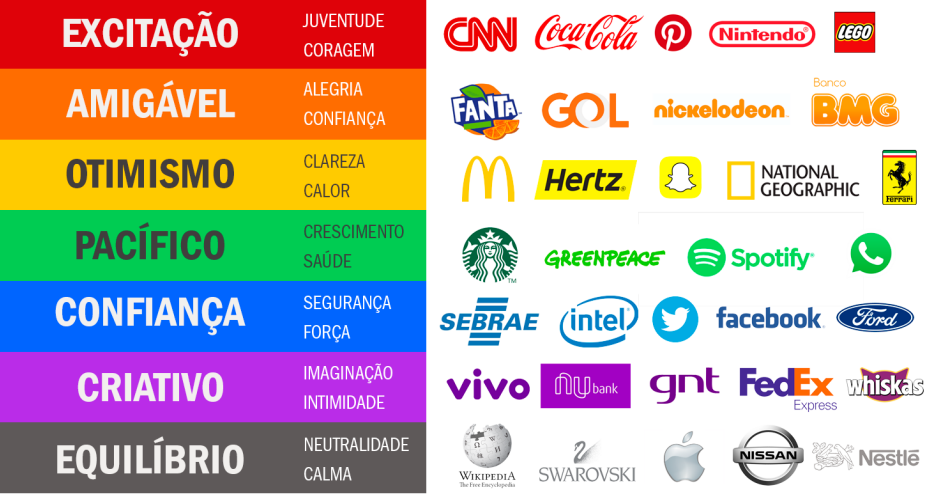 EXCITAÇÃO
JUVENTUDE
CORAGEM
CNN
Coca-Cola
Nintendo
LEGO
AMIGÁVEL
ALEGRIA
CONFIANÇA
FANTA
GOL
nickelodeon
Banco
BMG
OTIMISMO
CLAREZA
CALOR
Hertz
NATIONAL
GEOGRAPHIC
Ferrari
PACÍFICO
CRESCIMENTO
SAÚDE
TM
GREENPEACE
Spotify®
CONFIANÇA
SEGURANÇA
FORÇA
SEBRAE
intel
facebook
Ford
CRIATIVO
IMAGINAÇÃO
INTIMIDADE
vivo
nu bank
gnt
FedEx
Express
whiskas
EQUILÍBRIO
NEUTRALIDADE
CALMA
WIKIPEDIA
The Free Encyclopedia
SWAROVSKI
NISSAN
Nestlé